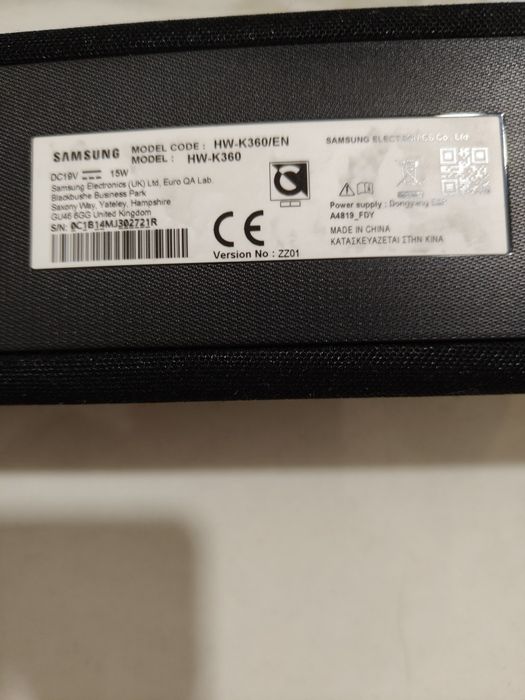 SAMSUNG
MODEL CODE : HW-K360/EN
MODEL : HW-K360
DC19V 15W
Samsung Electronics (UK) Ltd, Euro QA Lab.
Blackbushe Business Park
Saxony Way, Yateley, Hampshire
GU46 6GG United Kingdom
S/N: 0C1B14MJ302721R
Version No : ZZ01
SAMSUNG ELECTRONICS Co., Ltd
Power supply : Dongyang E&P
A4819_FDY
MADE IN CHINA
ΚΑΤΑΣΚΕΥΑΖΕΤΑΙ ΣΤΗΝ ΚΙΝΑ